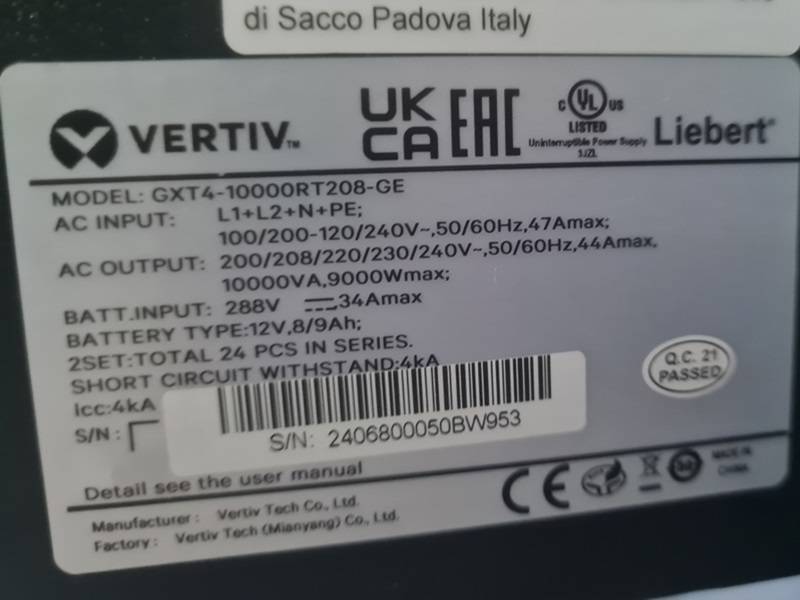 di Sacco Padova Italy
VERTIV™
UK
CA
EAC
C UL US
LISTED
Uninterruptible Power Supply
Liebert®
MODEL: GXT4-10000RT208-GE
AC INPUT: L1+L2+N+PE;
100/200-120/240V~,50/60Hz,47Amax;
AC OUTPUT: 200/208/220/230/240V~,50/60Hz,44Amax,
10000VA,9000Wmax;
BATT.INPUT: 288V ⎓34Amax
BATTERY TYPE:12V,8/9Ah;
2SET:TOTAL 24 PCS IN SERIES.
SHORT CIRCUIT WITHSTAND:4kA
Icc:4kA
S/N:
S/N: 2406800050BW953
Q.C. 21
PASSED
Detail see the user manual
Manufacturer: Vertiv Tech Co., Ltd.
Factory: Vertiv Tech (Mianyang) Co., Ltd.
CE
MADE IN
CHINA